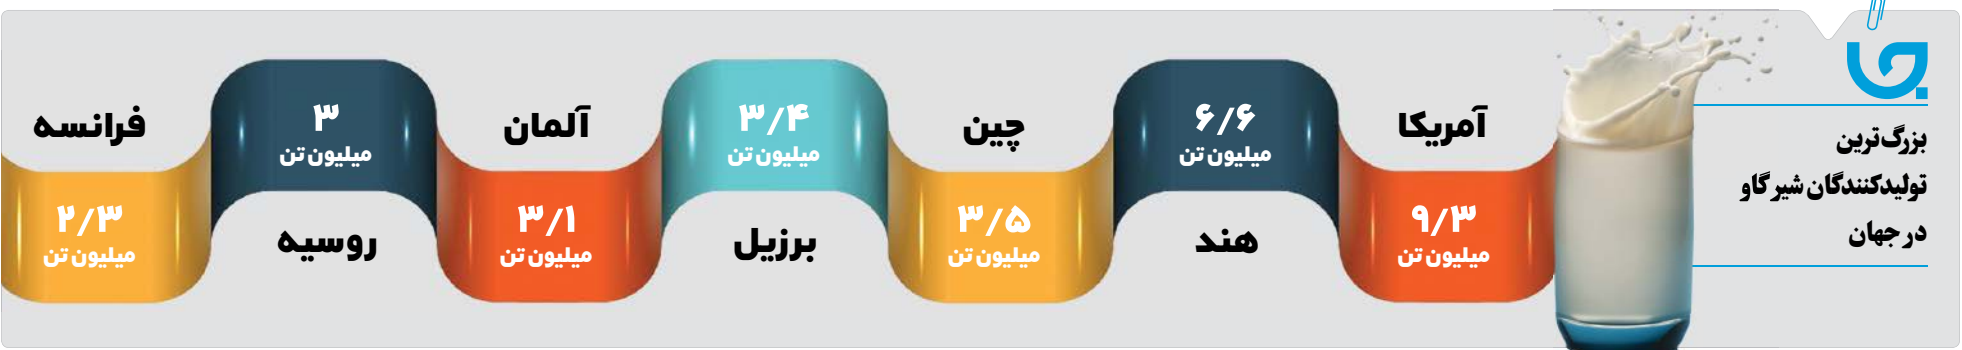 بزرگ‌ترین
تولیدکنندگان شیر گاو
در جهان
آمریکا
۹/۳
میلیون تن
۶/۶
میلیون تن
هند
چین
۳/۵
میلیون تن
۳/۴
میلیون تن
برزیل
آلمان
۳/۱
میلیون تن
۳
میلیون تن
روسیه
فرانسه
۲/۳
میلیون تن